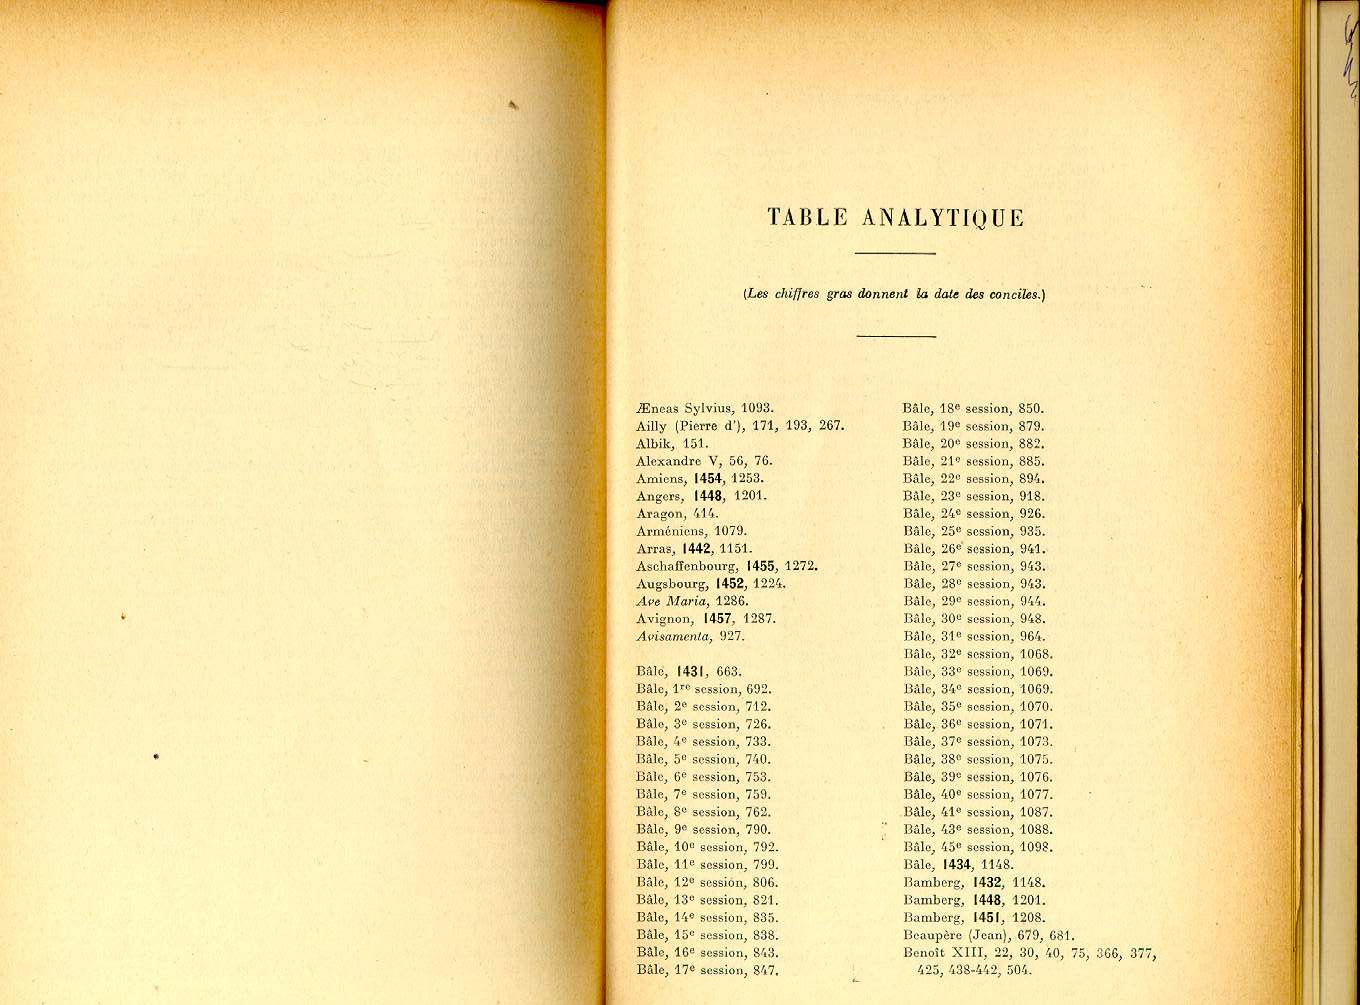 TABLE ANALYTIQUE
(Les chiffres gras donnent la date des conciles.)
Æneas Sylvius, 1093.
Ailly (Pierre d'), 171, 193, 267.
Albik, 151.
Alexandre V, 56, 76.
Amiens, 1454, 1253.
Angers, 1448, 1201.
Aragon, 414.
Arméniens, 1079.
Arras, 1442, 1151.
Aschaffenbourg, 1455, 1272.
Augsbourg, 1452, 1224.
Ave Maria, 1286.
Avignon, 1457, 1287.
Avisamenta, 927.
Bâle, 1431, 663.
Bâle, 1re session, 692.
Bâle, 2e session, 712.
Bâle, 3e session, 726.
Bâle, 4e session, 733.
Bâle, 5e session, 740.
Bâle, 6e session, 753.
Bâle, 7e session, 759.
Bâle, 8e session, 762.
Bâle, 9e session, 790.
Bâle, 10e session, 792.
Bâle, 11e session, 799.
Bâle, 12e session, 806.
Bâle, 13e session, 821.
Bâle, 14e session, 835.
Bâle, 15e session, 838.
Bâle, 16e session, 843.
Bâle, 17e session, 847.
Bâle, 18e session, 850.
Bâle, 19e session, 879.
Bâle, 20e session, 882.
Bâle, 21e session, 885.
Bâle, 22e session, 894.
Bâle, 23e session, 918.
Bâle, 24e session, 926.
Bâle, 25e session, 935.
Bâle, 26e session, 941.
Bâle, 27e session, 943.
Bâle, 28e session, 943.
Bâle, 29e session, 944.
Bâle, 30e session, 948.
Bâle, 31e session, 964.
Bâle, 32e session, 1068.
Bâle, 33e session, 1069.
Bâle, 34e session, 1069.
Bâle, 35e session, 1070.
Bâle, 36e session, 1071.
Bâle, 37e session, 1073.
Bâle, 38e session, 1075.
Bâle, 39e session, 1076.
Bâle, 40e session, 1077.
Bâle, 41e session, 1087.
Bâle, 43e session, 1088.
Bâle, 45e session, 1098.
Bâle, 1434, 1148.
Bamberg, 1432, 1148.
Bamberg, 1448, 1201.
Bamberg, 1451, 1208.
Beaupère (Jean), 679, 681.
Benoît XIII, 22, 30, 40, 75, 366, 377,
425, 438-442, 504.